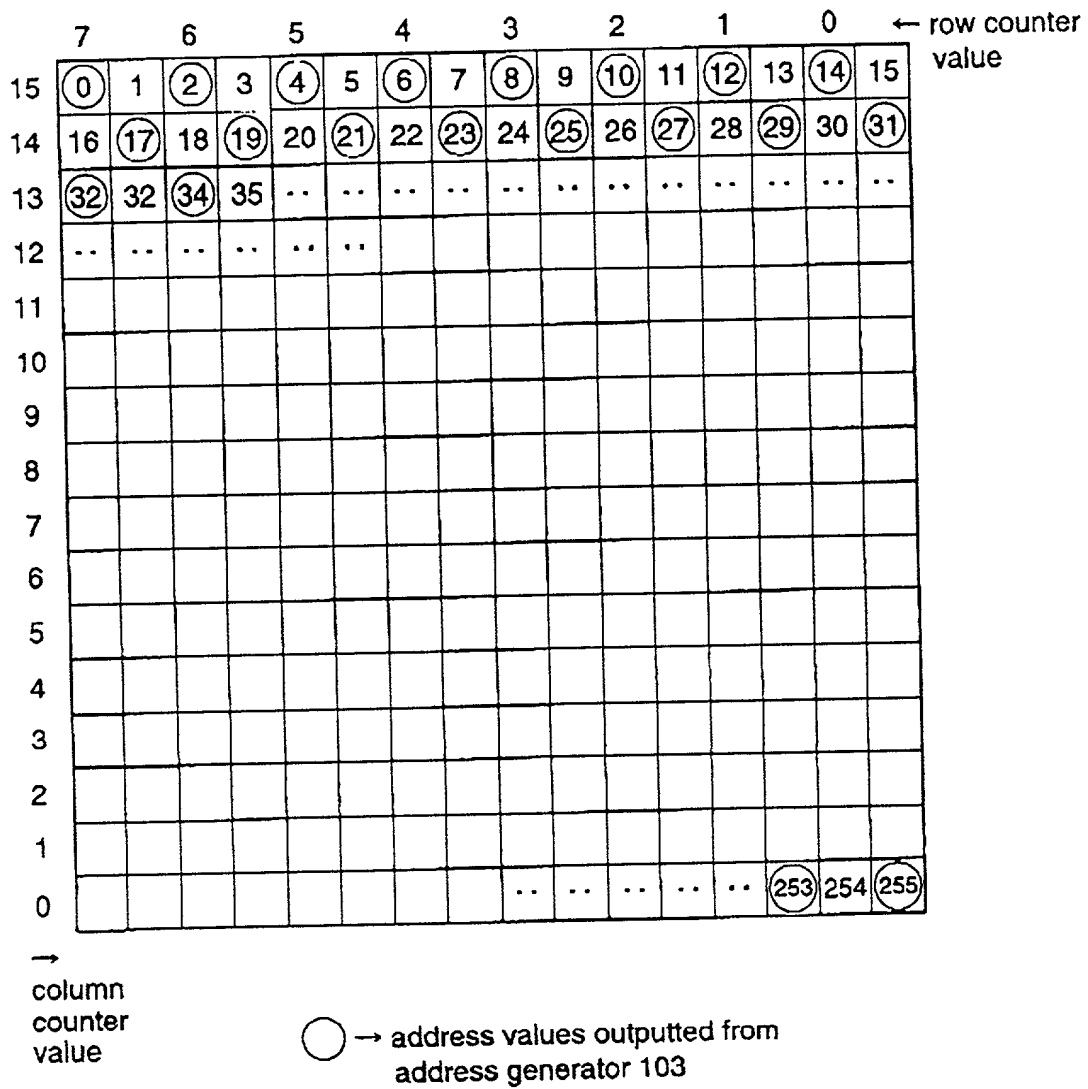 7 6 5 4 3 2 1 0 ← row counter
value
15 0 1 2 3 4 5 6 7 8 9 10 11 12 13 14 15
14 16 17 18 19 20 21 22 23 24 25 26 27 28 29 30 31
13 32 32 34 35 .. .. .. .. .. .. .. .. .. .. .. ..
12 .. .. .. .. .. ..
11
10
9
8
7
6
5
4
3
2
1
0 .. .. .. .. .. 253 254 255
→
column
counter
value
→ address values outputted from
address generator 103